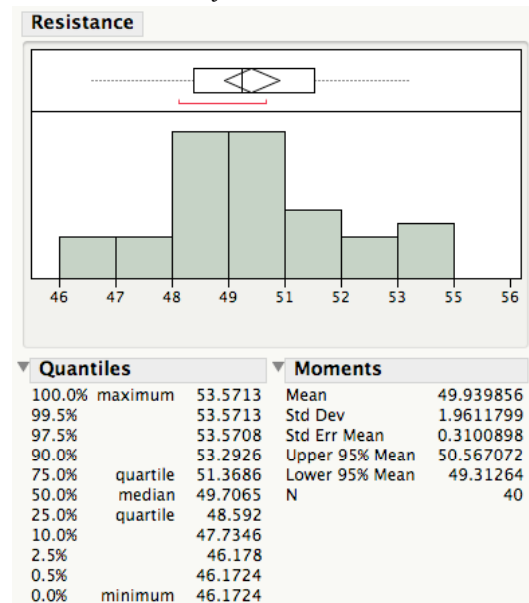 Resistance
46 47 48 49 51 52 53 55 56
Quantiles
100.0% maximum 53.5713
99.5% 53.5713
97.5% 53.5708
90.0% 53.2926
75.0% quartile 51.3686
50.0% median 49.7065
25.0% quartile 48.592
10.0% 47.7346
2.5% 46.178
0.5% 46.1724
0.0% minimum 46.1724
Moments
Mean 49.939856
Std Dev 1.9611799
Std Err Mean 0.3100898
Upper 95% Mean 50.567072
Lower 95% Mean 49.31264
N 40